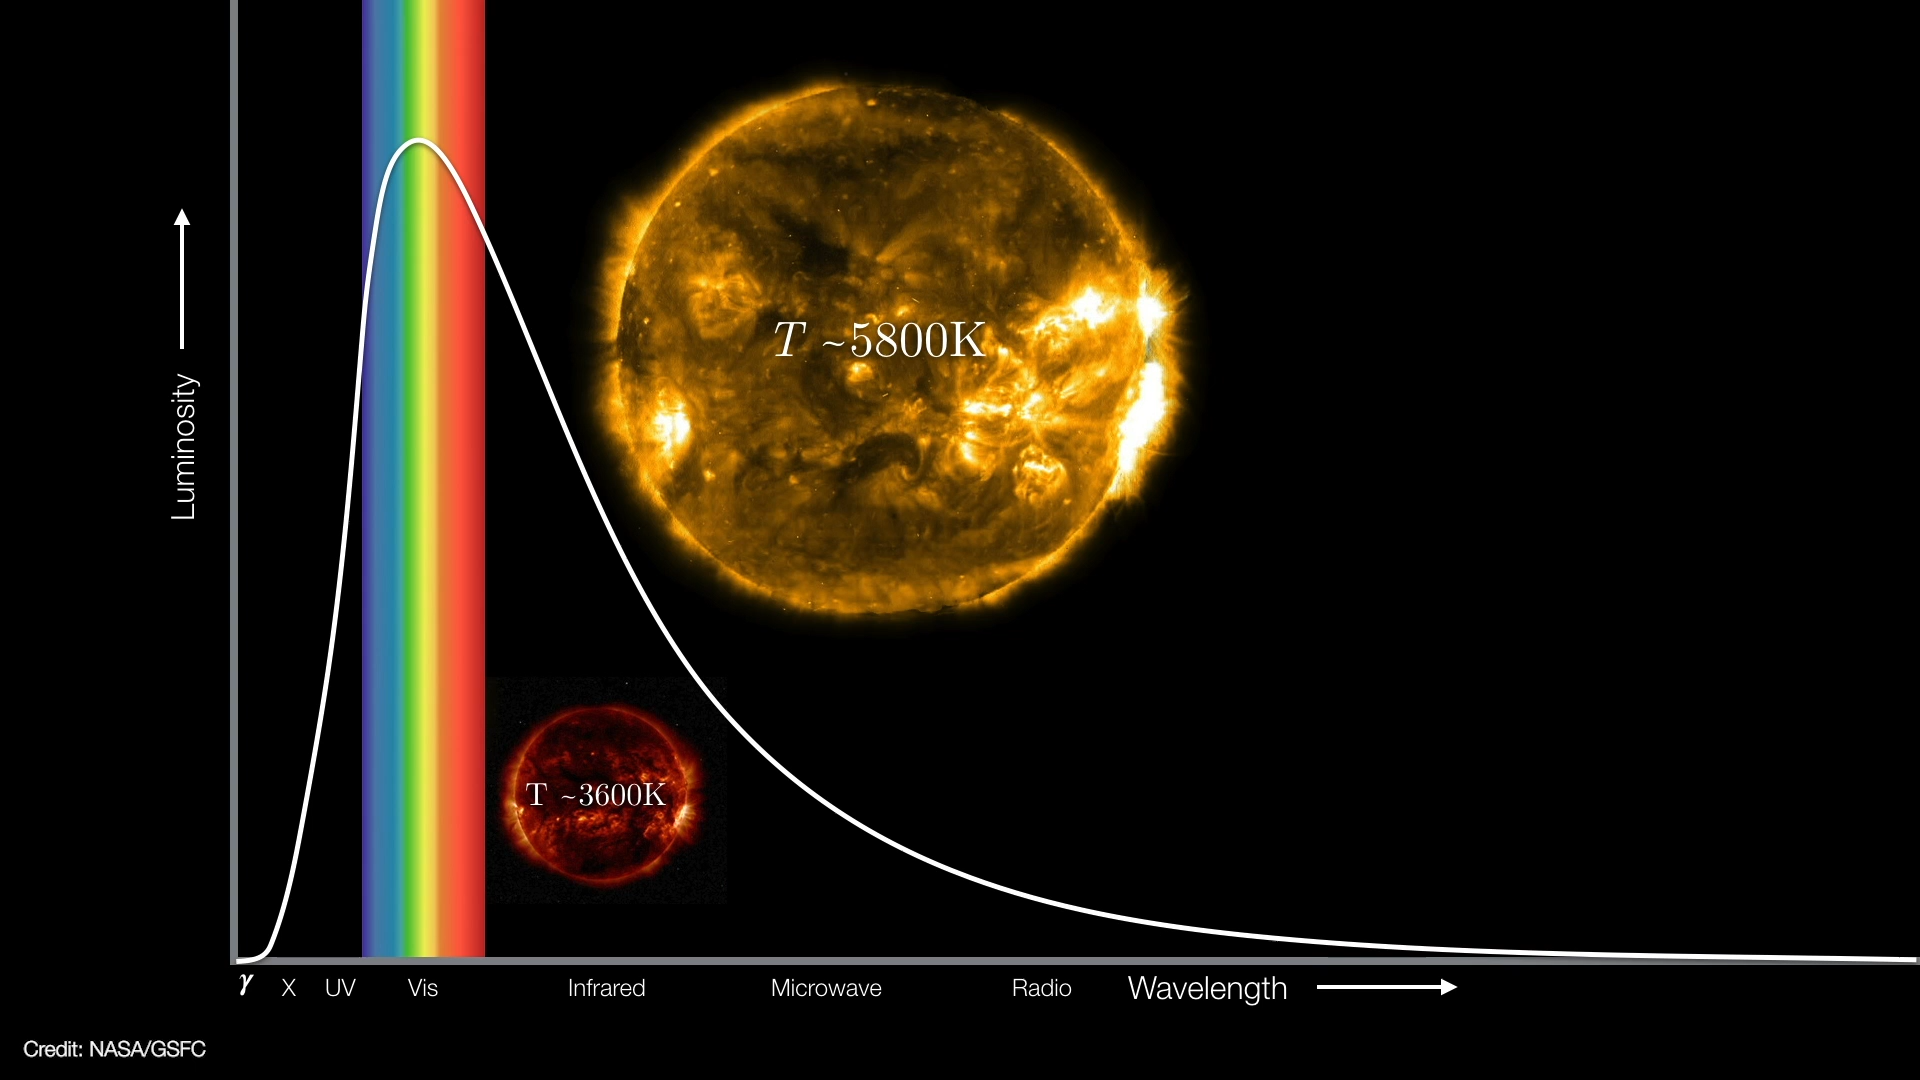 Luminosity
T ~5800K
T ~3600K
γ X UV Vis Infrared Microwave Radio Wavelength
Credit: NASA/GSFC